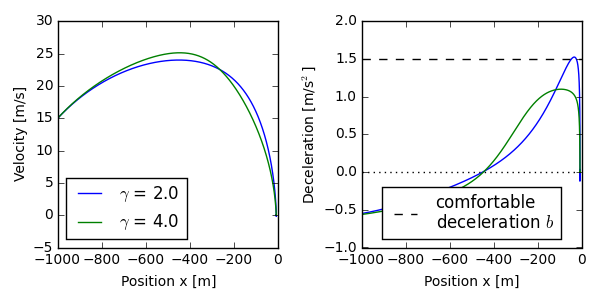 30
25
20
15
10
5
0
−5
−1000 −800 −600 −400 −200 0
Velocity [m/s]
Position x [m]
γ = 2.0
γ = 4.0
2.0
1.5
1.0
0.5
0.0
−0.5
−1.0
−1000 −800 −600 −400 −200 0
Deceleration [m/s²]
Position x [m]
comfortable
deceleration b